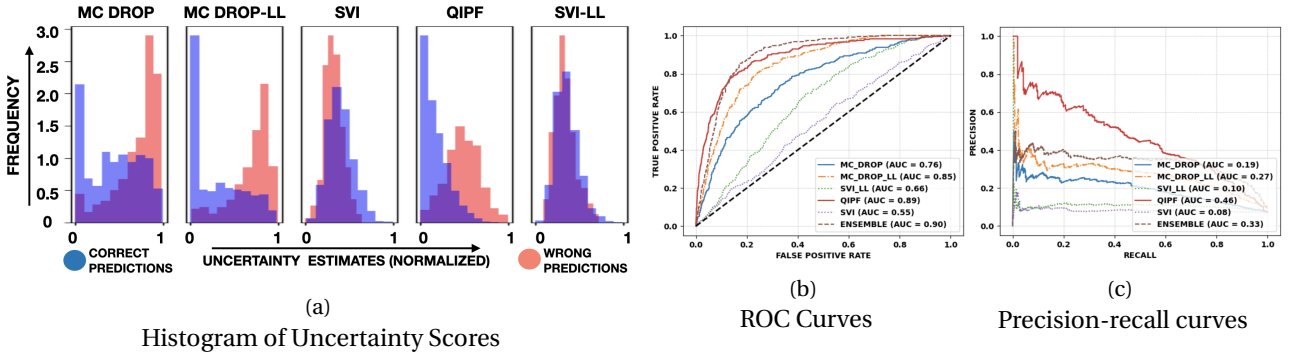 MC DROP
MC DROP-LL
SVI
QIPF
SVI-LL
FREQUENCY
3.0
2.5
2.0
1.5
1.0
0.5
0
0 1
0 1
0 1
0 1
0 1
CORRECT
PREDICTIONS
UNCERTAINTY ESTIMATES (NORMALIZED)
WRONG
PREDICTIONS
(a)
Histogram of Uncertainty Scores
TRUE POSITIVE RATE
1.0
0.8
0.6
0.4
0.2
0.0
MC_DROP (AUC = 0.76)
MC_DROP_LL (AUC = 0.85)
SVI_LL (AUC = 0.66)
QIPF (AUC = 0.89)
SVI (AUC = 0.55)
ENSEMBLE (AUC = 0.90)
0.0 0.2 0.4 0.6 0.8 1.0
FALSE POSITIVE RATE
(b)
ROC Curves
PRECISION
1.0
0.8
0.6
0.4
0.2
0.0
MC_DROP (AUC = 0.19)
MC_DROP_LL (AUC = 0.27)
SVI_LL (AUC = 0.10)
QIPF (AUC = 0.46)
SVI (AUC = 0.08)
ENSEMBLE (AUC = 0.33)
0.0 0.2 0.4 0.6 0.8 1.0
RECALL
(c)
Precision-recall curves